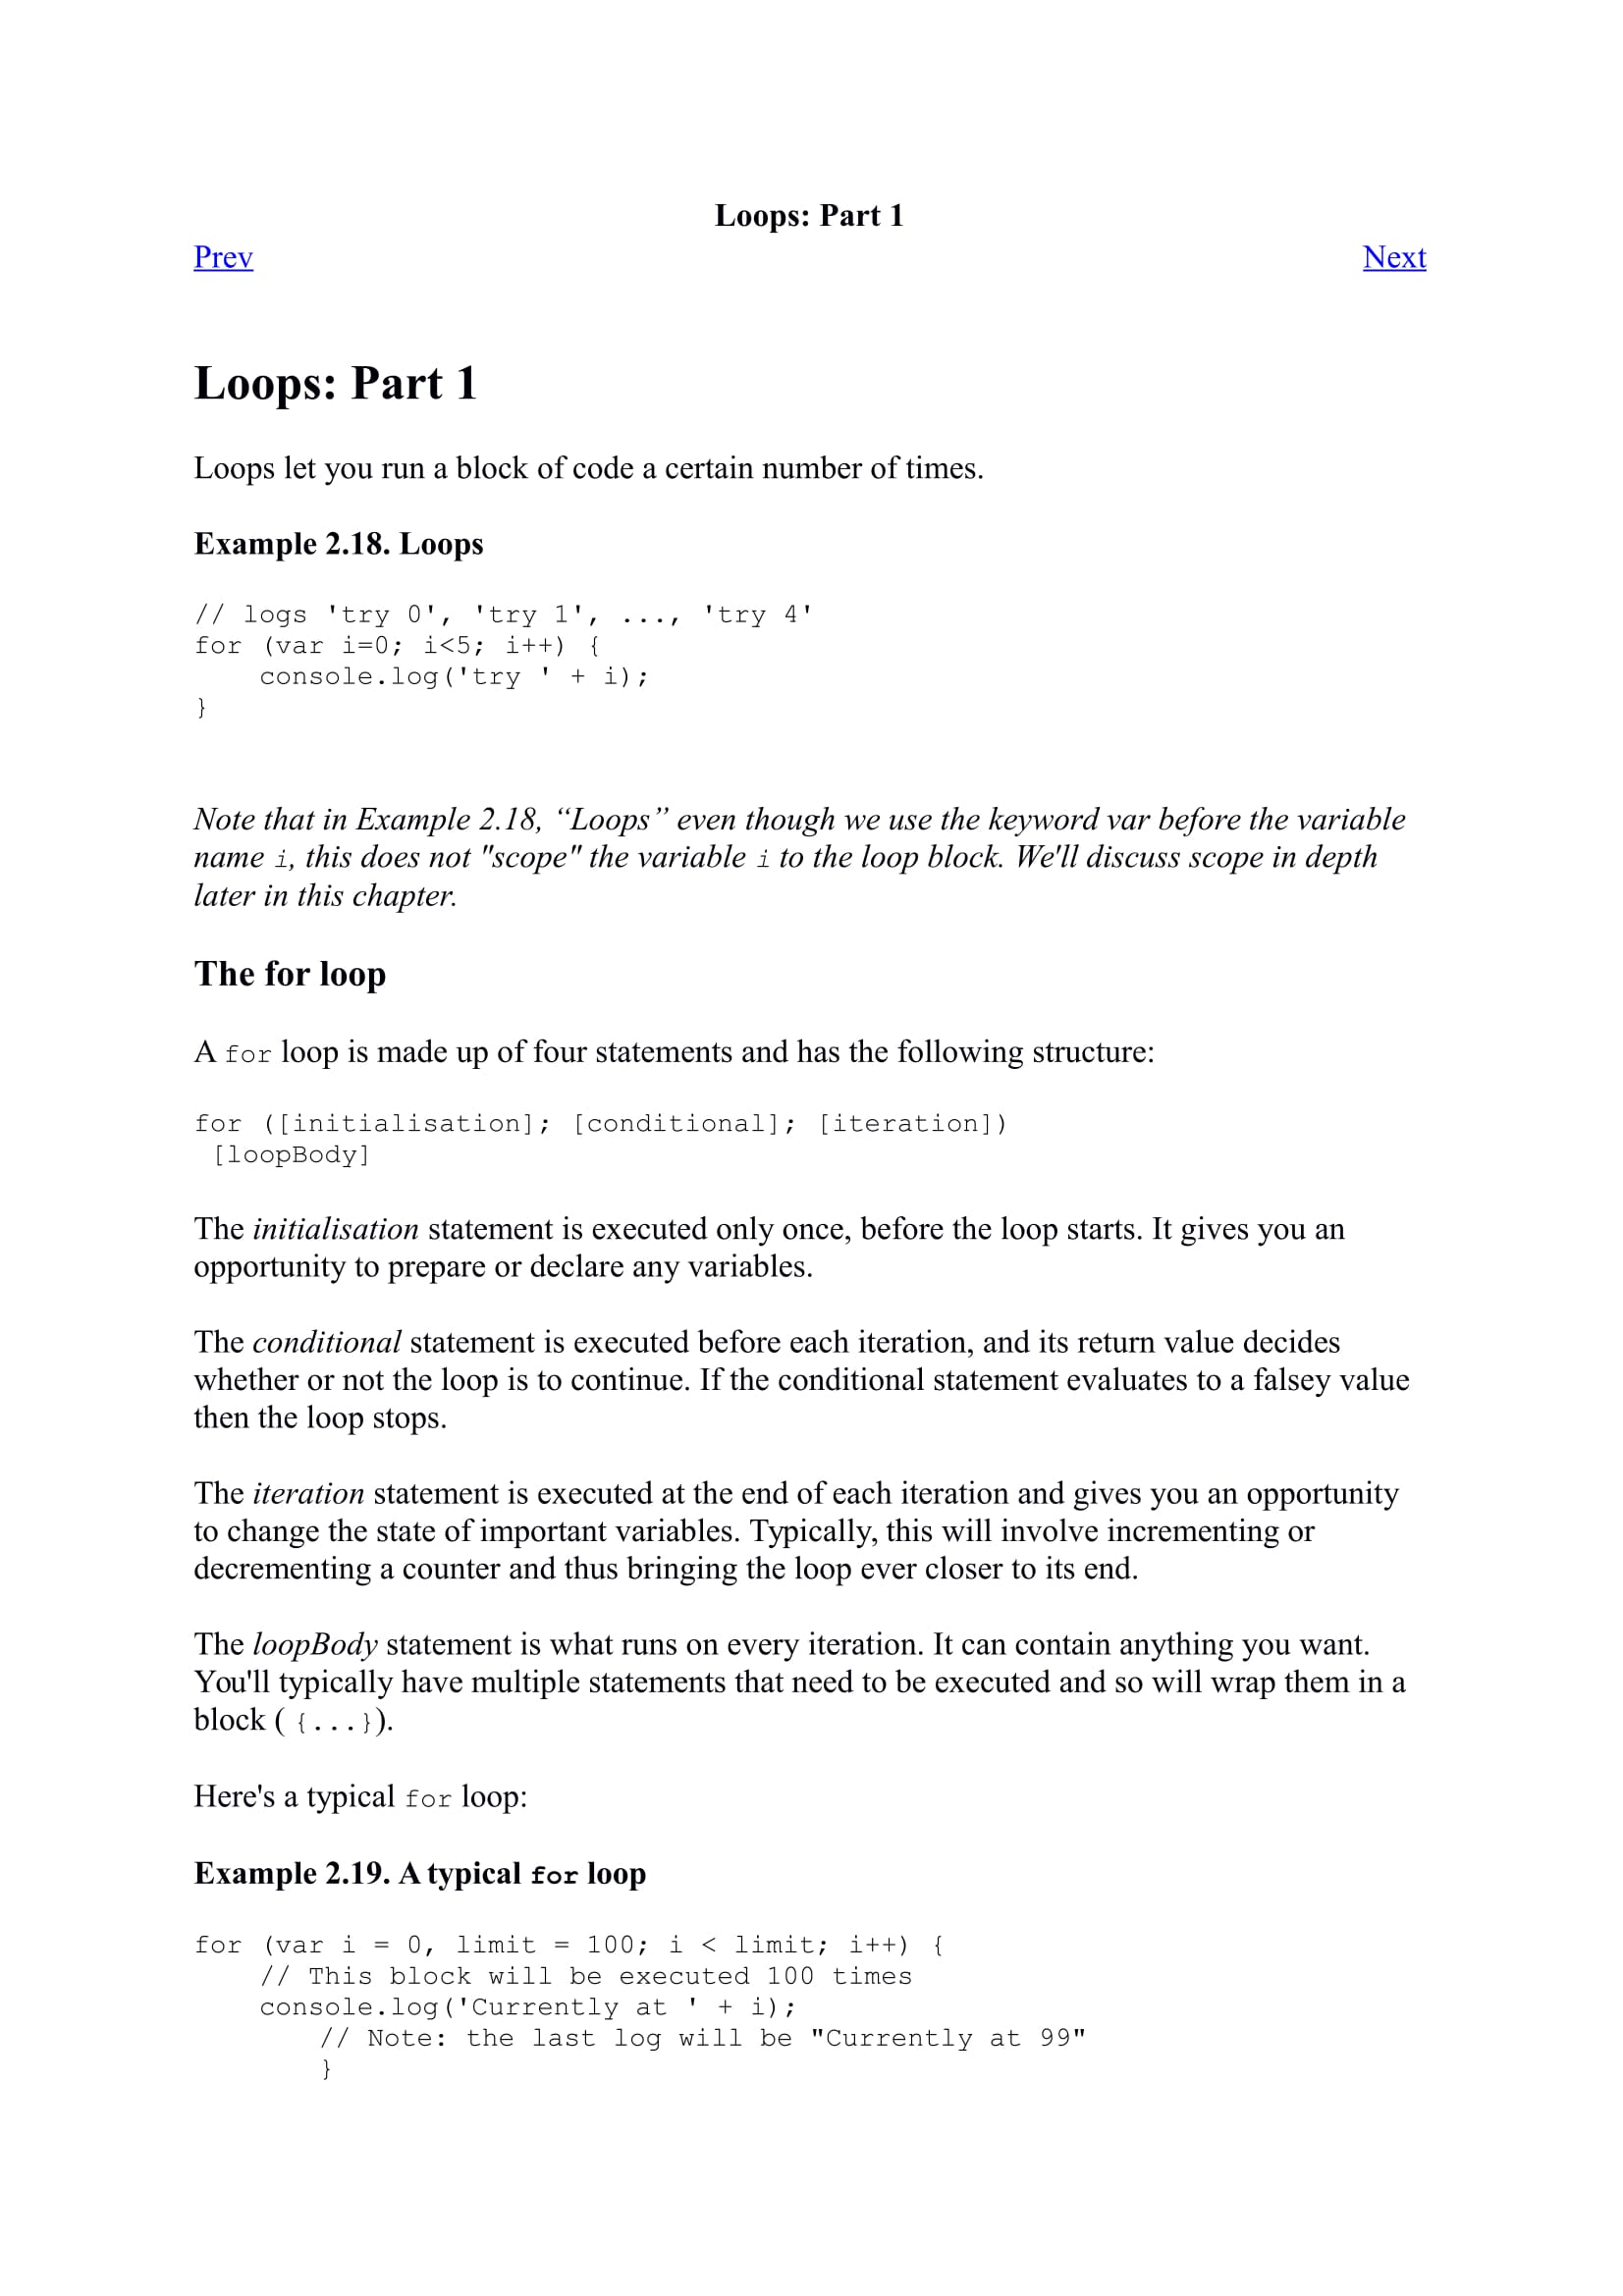 Loops: Part 1
Prev Next
Loops: Part 1
Loops let you run a block of code a certain number of times.
Example 2.18. Loops
// logs 'try 0', 'try 1', ..., 'try 4'
for (var i=0; i<5; i++) {
    console.log('try ' + i);
}
Note that in Example 2.18, “Loops” even though we use the keyword var before the variable
name i, this does not "scope" the variable i to the loop block. We'll discuss scope in depth
later in this chapter.
The for loop
A for loop is made up of four statements and has the following structure:
for ([initialisation]; [conditional]; [iteration])
 [loopBody]
The initialisation statement is executed only once, before the loop starts. It gives you an
opportunity to prepare or declare any variables.
The conditional statement is executed before each iteration, and its return value decides
whether or not the loop is to continue. If the conditional statement evaluates to a falsey value
then the loop stops.
The iteration statement is executed at the end of each iteration and gives you an opportunity
to change the state of important variables. Typically, this will involve incrementing or
decrementing a counter and thus bringing the loop ever closer to its end.
The loopBody statement is what runs on every iteration. It can contain anything you want.
You'll typically have multiple statements that need to be executed and so will wrap them in a
block ( {...}).
Here's a typical for loop:
Example 2.19. A typical for loop
for (var i = 0, limit = 100; i < limit; i++) {
    // This block will be executed 100 times
    console.log('Currently at ' + i);
        // Note: the last log will be "Currently at 99"
        }